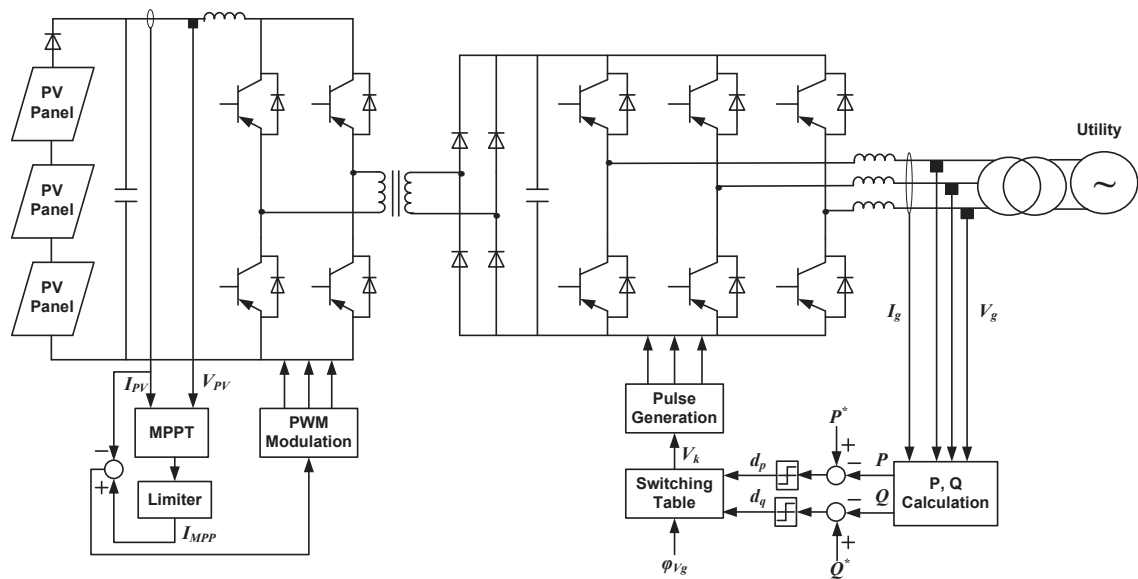 PV
Panel
PV
Panel
PV
Panel
Utility
~
I_PV
V_PV
I_g
V_g
MPPT
PWM
Modulation
Pulse
Generation
−
+
Limiter
I_MPP
V_k
P*
+
−
P
d_p
Switching
Table
d_q
Q
−
+
P, Q
Calculation
φ_Vg
Q*